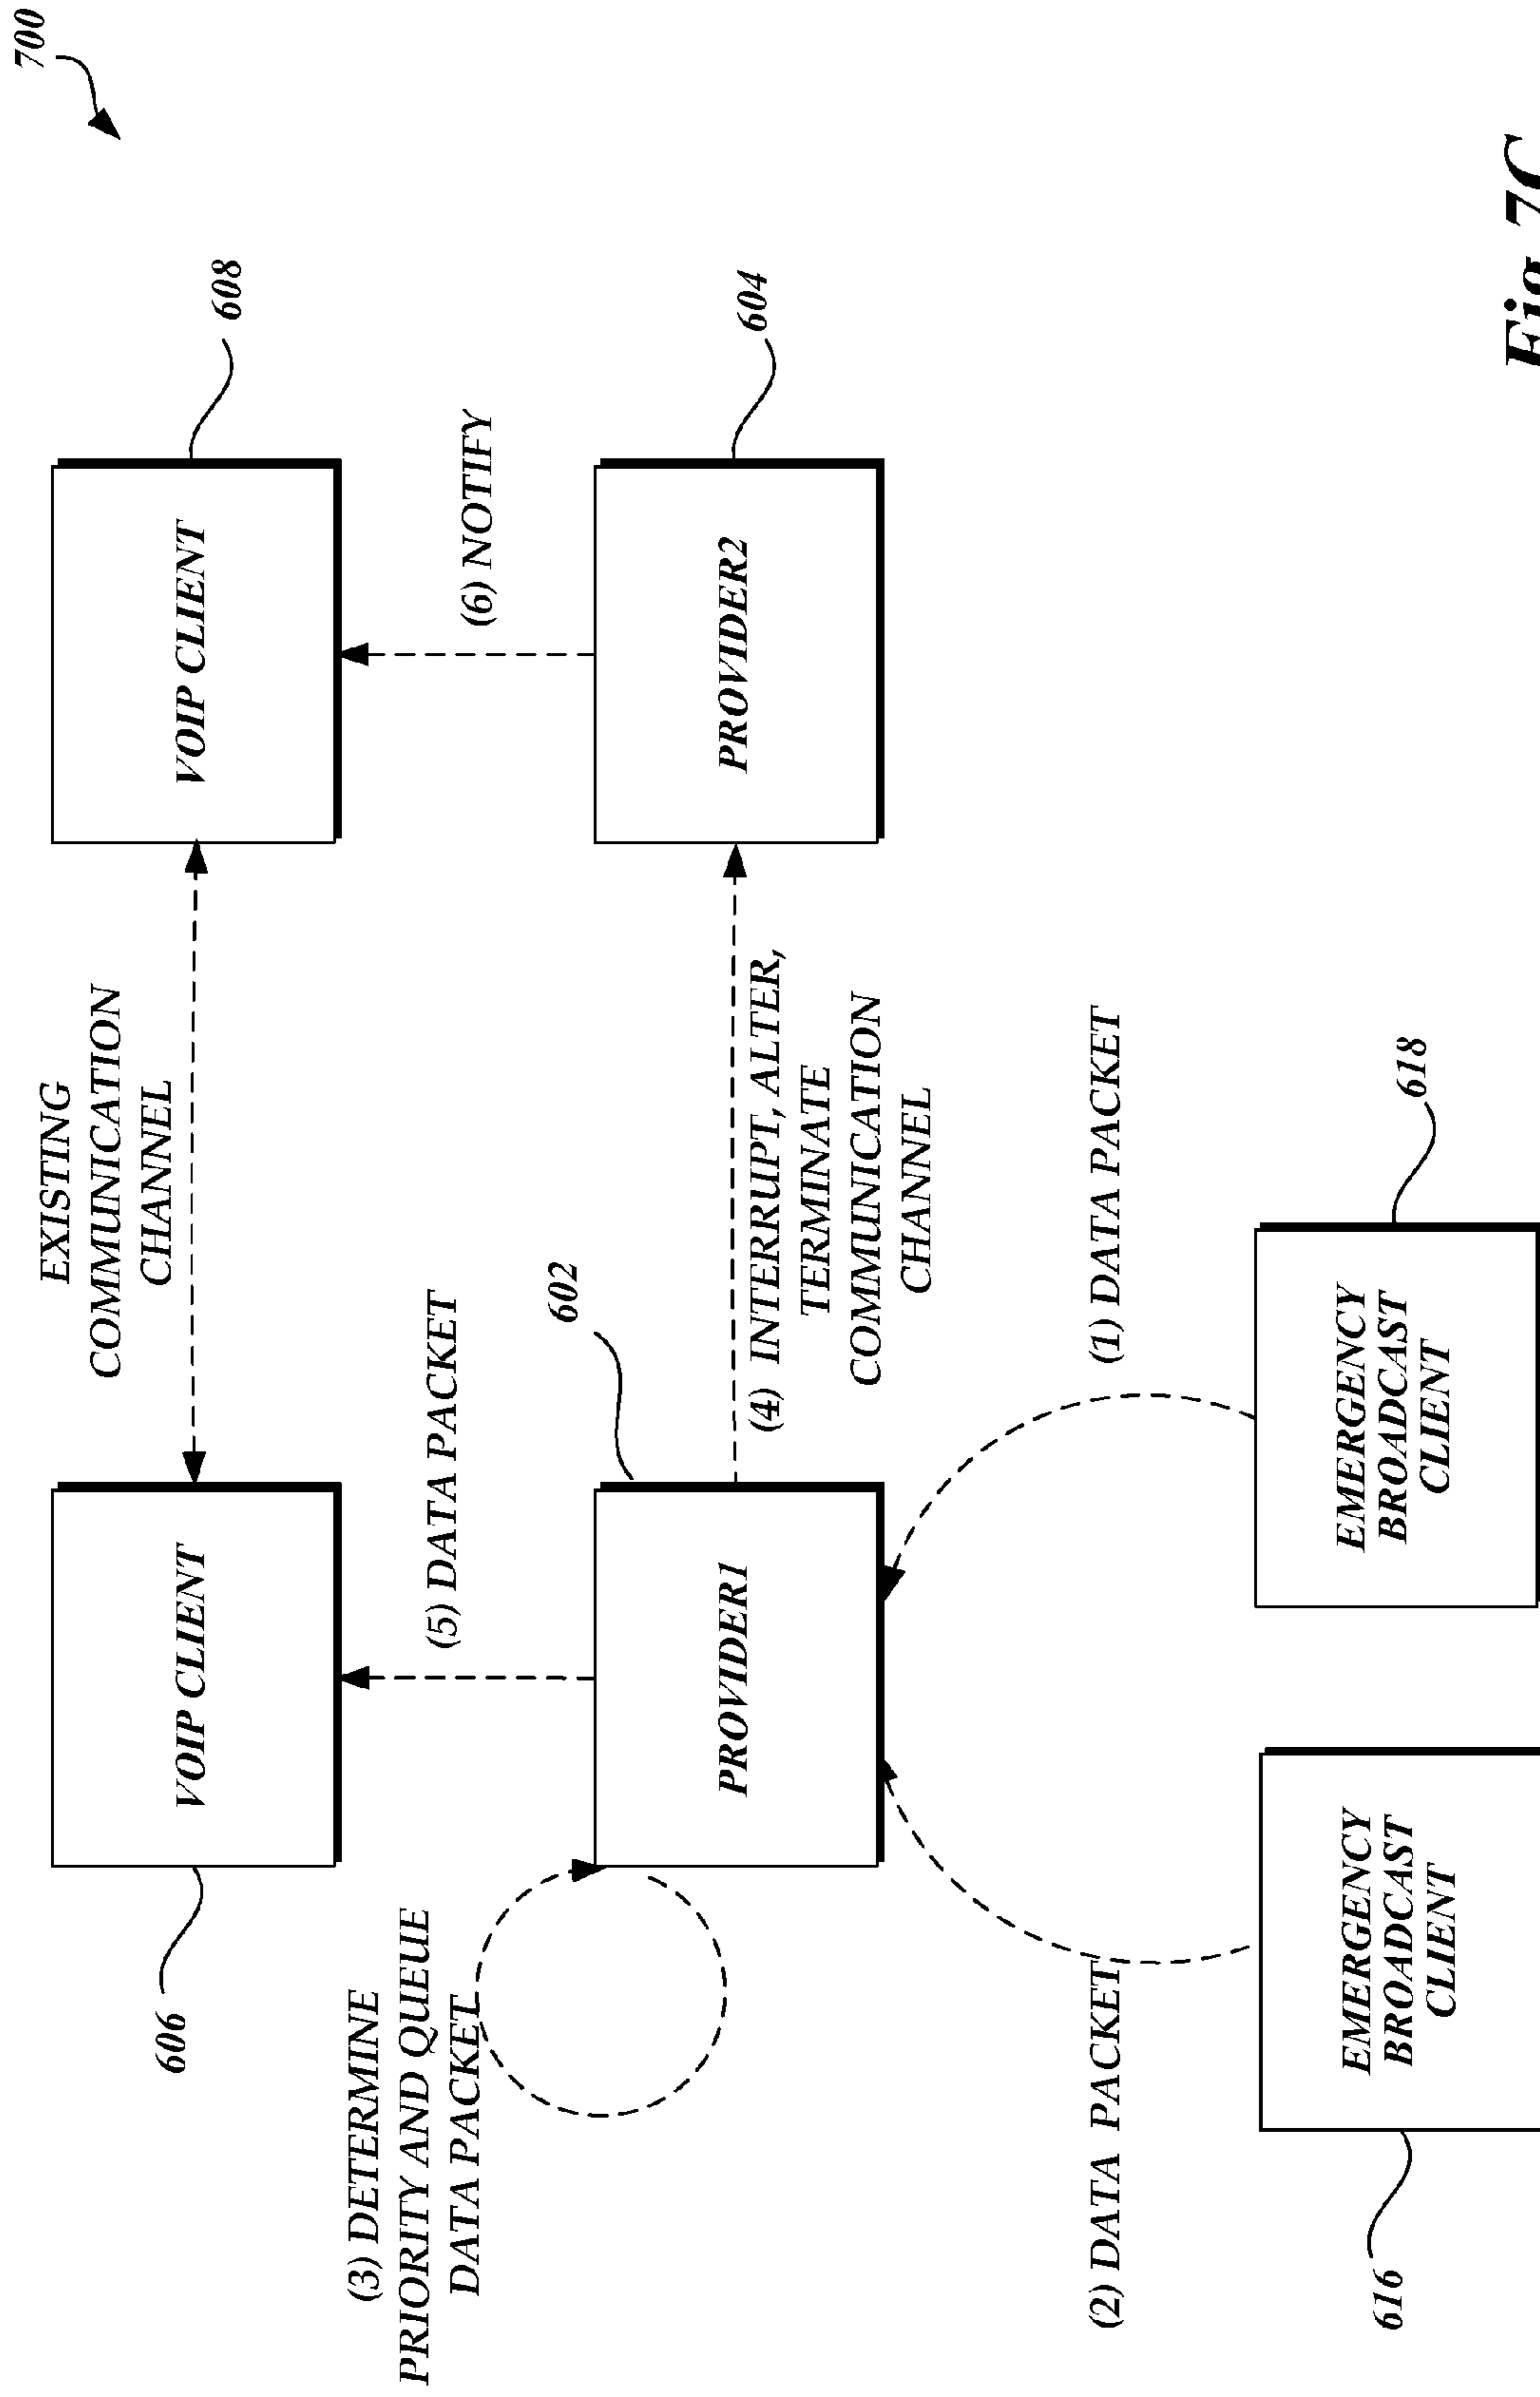 700
EXISTING
COMMUNICATION
CHANNEL
VOIP CLIENT
606
VOIP CLIENT
608
(3) DETERMINE
PRIORITY AND QUEUE
DATA PACKET
(5) DATA PACKET
(6) NOTIFY
602
PROVIDER1
PROVIDER2
604
(4) INTERRUPT, ALTER,
TERMINATE
COMMUNICATION
CHANNEL
(2) DATA PACKET
(1) DATA PACKET
616
EMERGENCY
BROADCAST
CLIENT
EMERGENCY
BROADCAST
CLIENT
618
Fig.7C